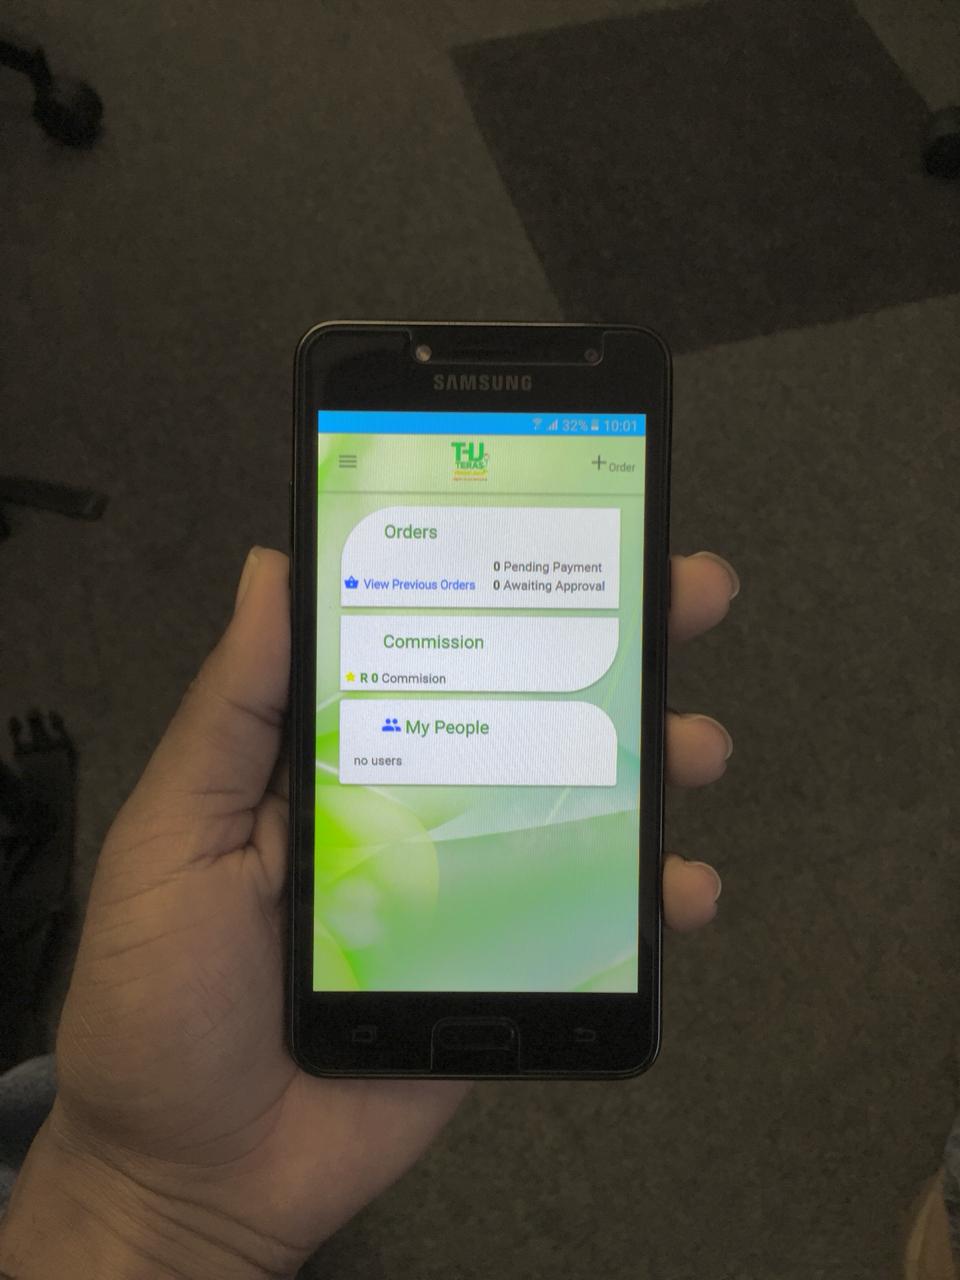 SAMSUNG
32% 10:01
TERAS
Order
Orders
0 Pending Payment
View Previous Orders
0 Awaiting Approval
Commission
R 0 Commision
My People
no users